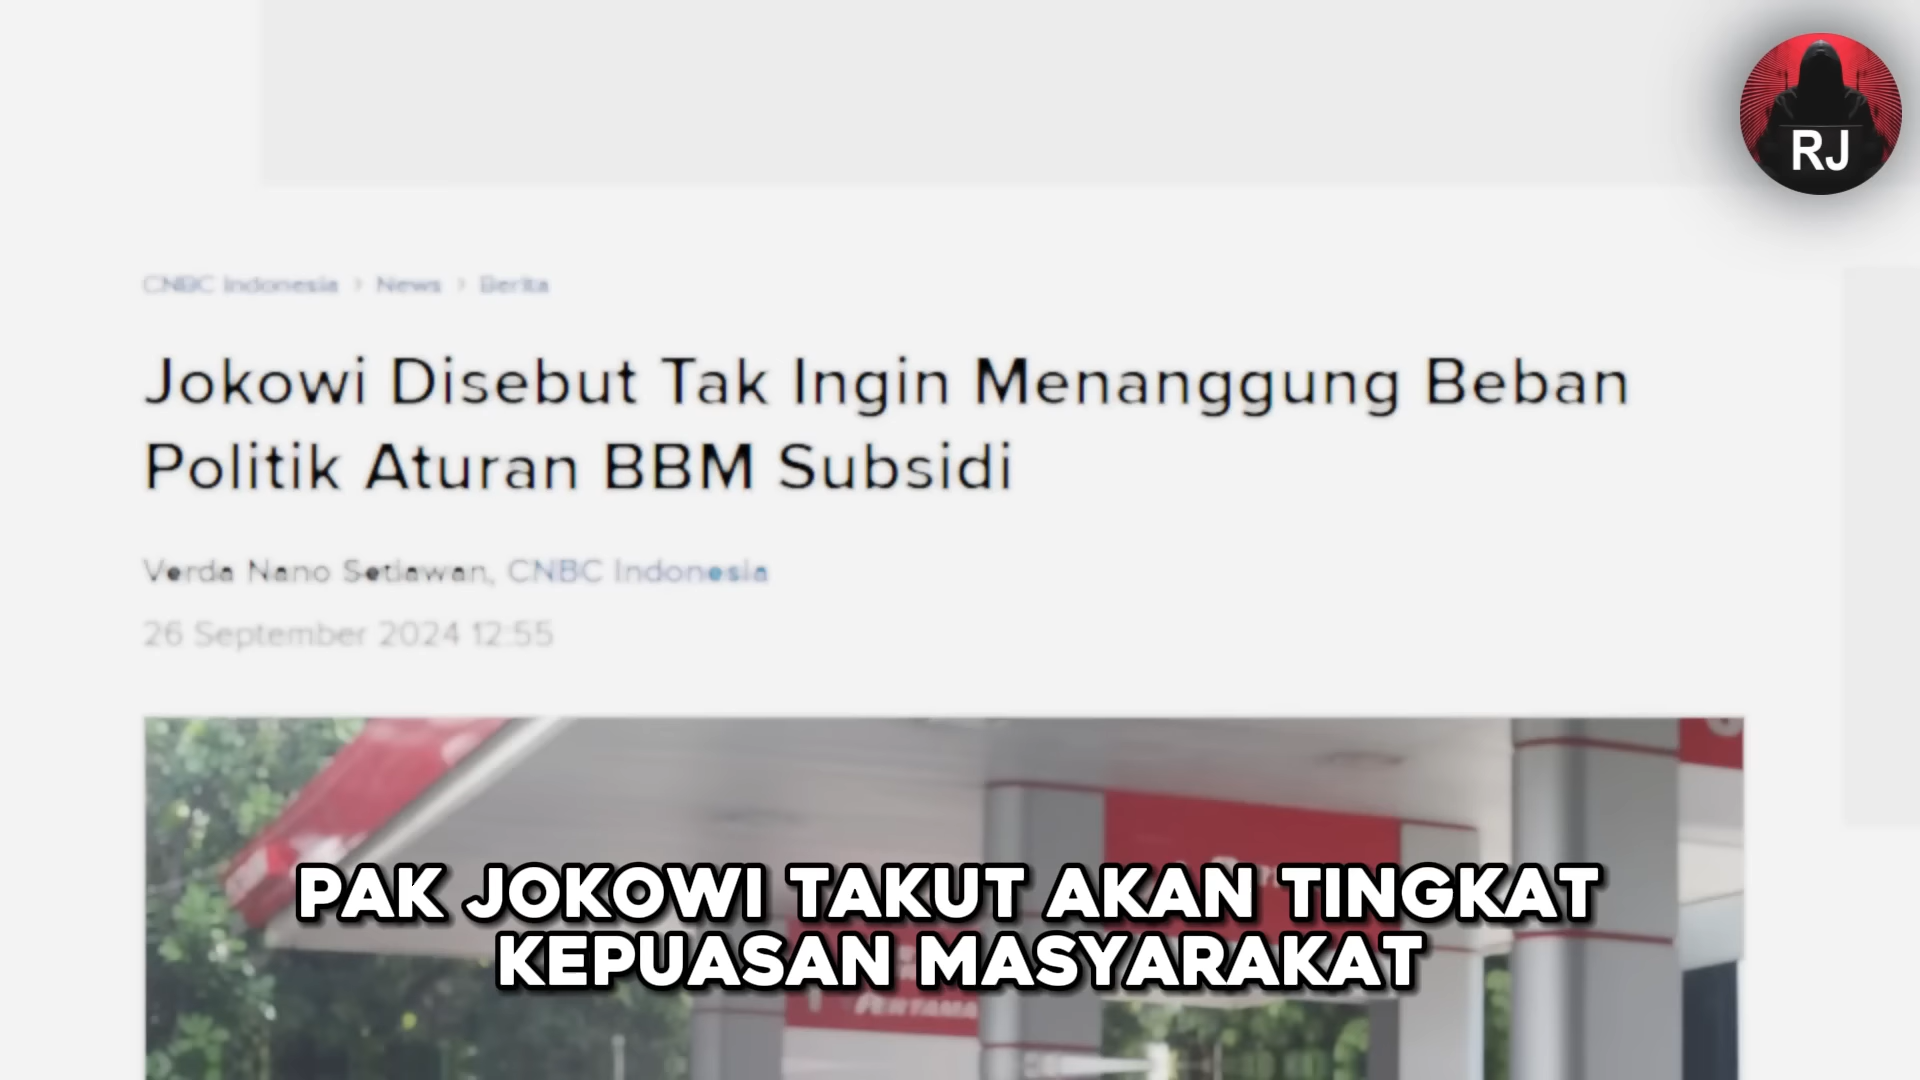 RJ
CNBC Indonesia > News > Berita
Jokowi Disebut Tak Ingin Menanggung Beban
Politik Aturan BBM Subsidi
Verda Nano Setiawan, CNBC Indonesia
26 September 2024 12:55
PAK JOKOWI TAKUT AKAN TINGKAT
KEPUASAN MASYARAKAT